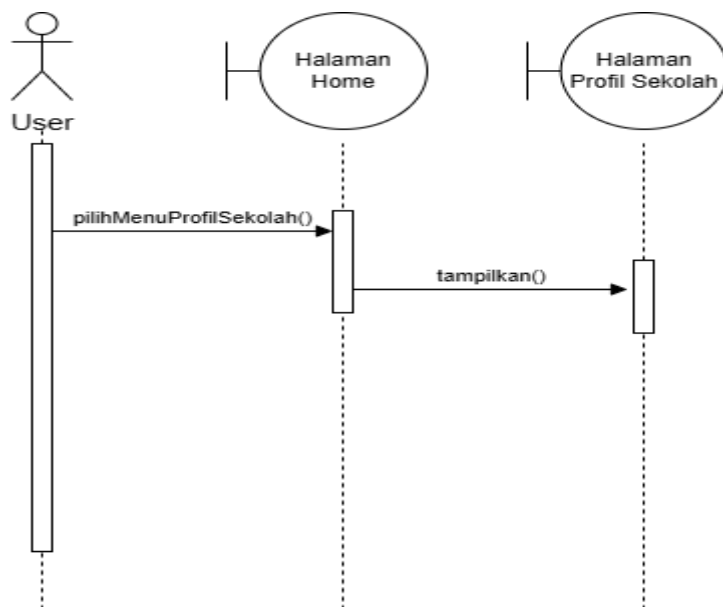 Halaman
Home
Halaman
Profil Sekolah
User
pilihMenuProfilSekolah()
tampilkan()